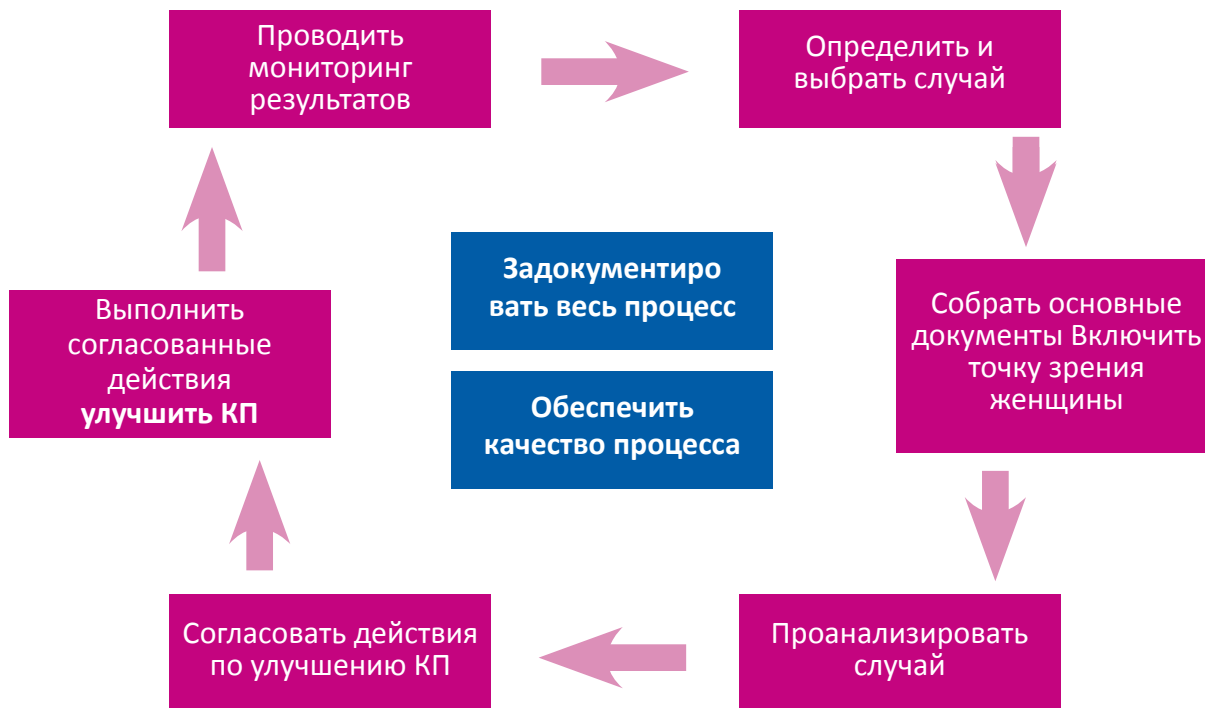 Проводить
мониторинг
результатов
Определить и
выбрать случай
Собрать основные
документы Включить
точку зрения
женщины
Проанализировать
случай
Согласовать действия
по улучшению КП
Выполнить
согласованные
действия
улучшить КП
Задокументиро
вать весь процесс
Обеспечить
качество процесса